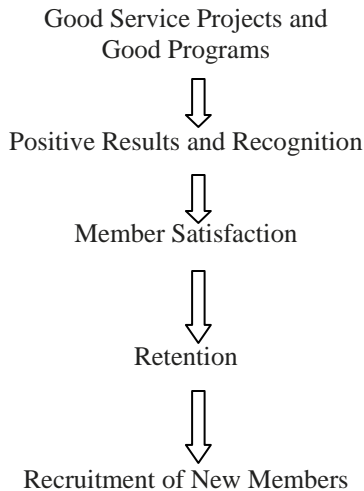 Good Service Projects and
Good Programs
Positive Results and Recognition
Member Satisfaction
Retention
Recruitment of New Members